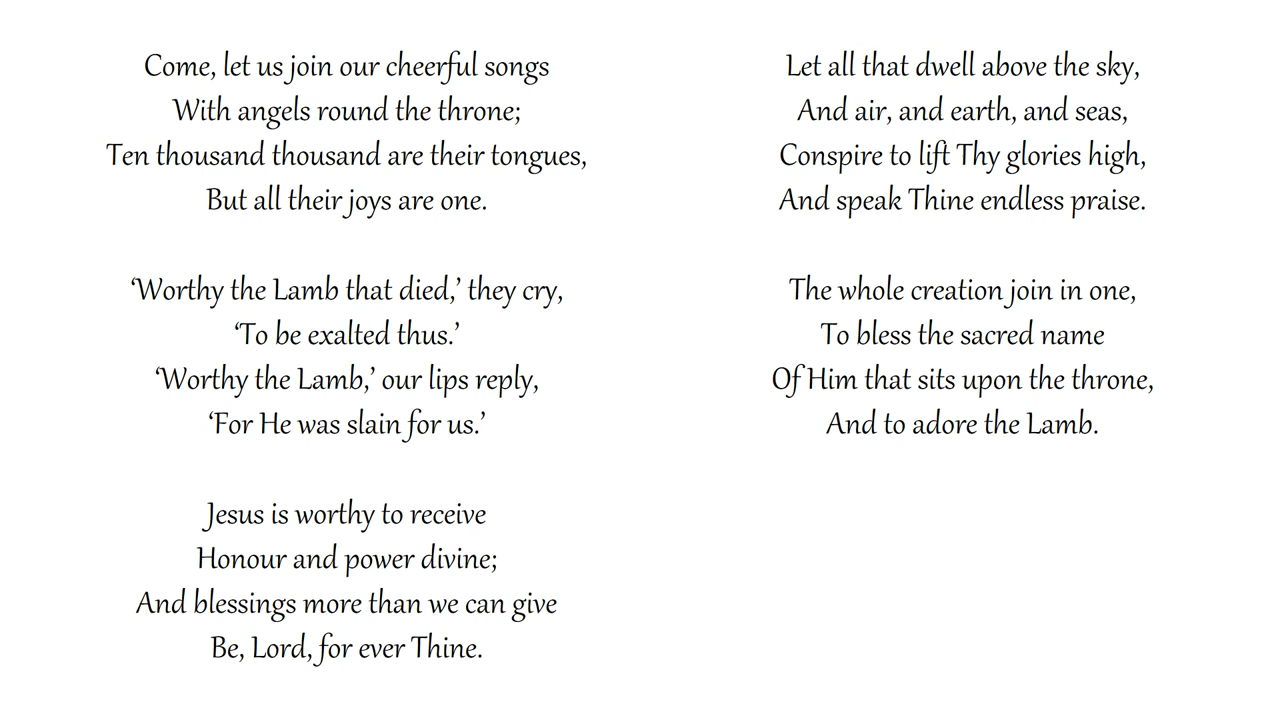 Come, let us join our cheerful songs
With angels round the throne;
Ten thousand thousand are their tongues,
But all their joys are one.

‘Worthy the Lamb that died,’ they cry,
‘To be exalted thus.’
‘Worthy the Lamb,’ our lips reply,
‘For He was slain for us.’

Jesus is worthy to receive
Honour and power divine;
And blessings more than we can give
Be, Lord, for ever Thine.

Let all that dwell above the sky,
And air, and earth, and seas,
Conspire to lift Thy glories high,
And speak Thine endless praise.

The whole creation join in one,
To bless the sacred name
Of Him that sits upon the throne,
And to adore the Lamb.